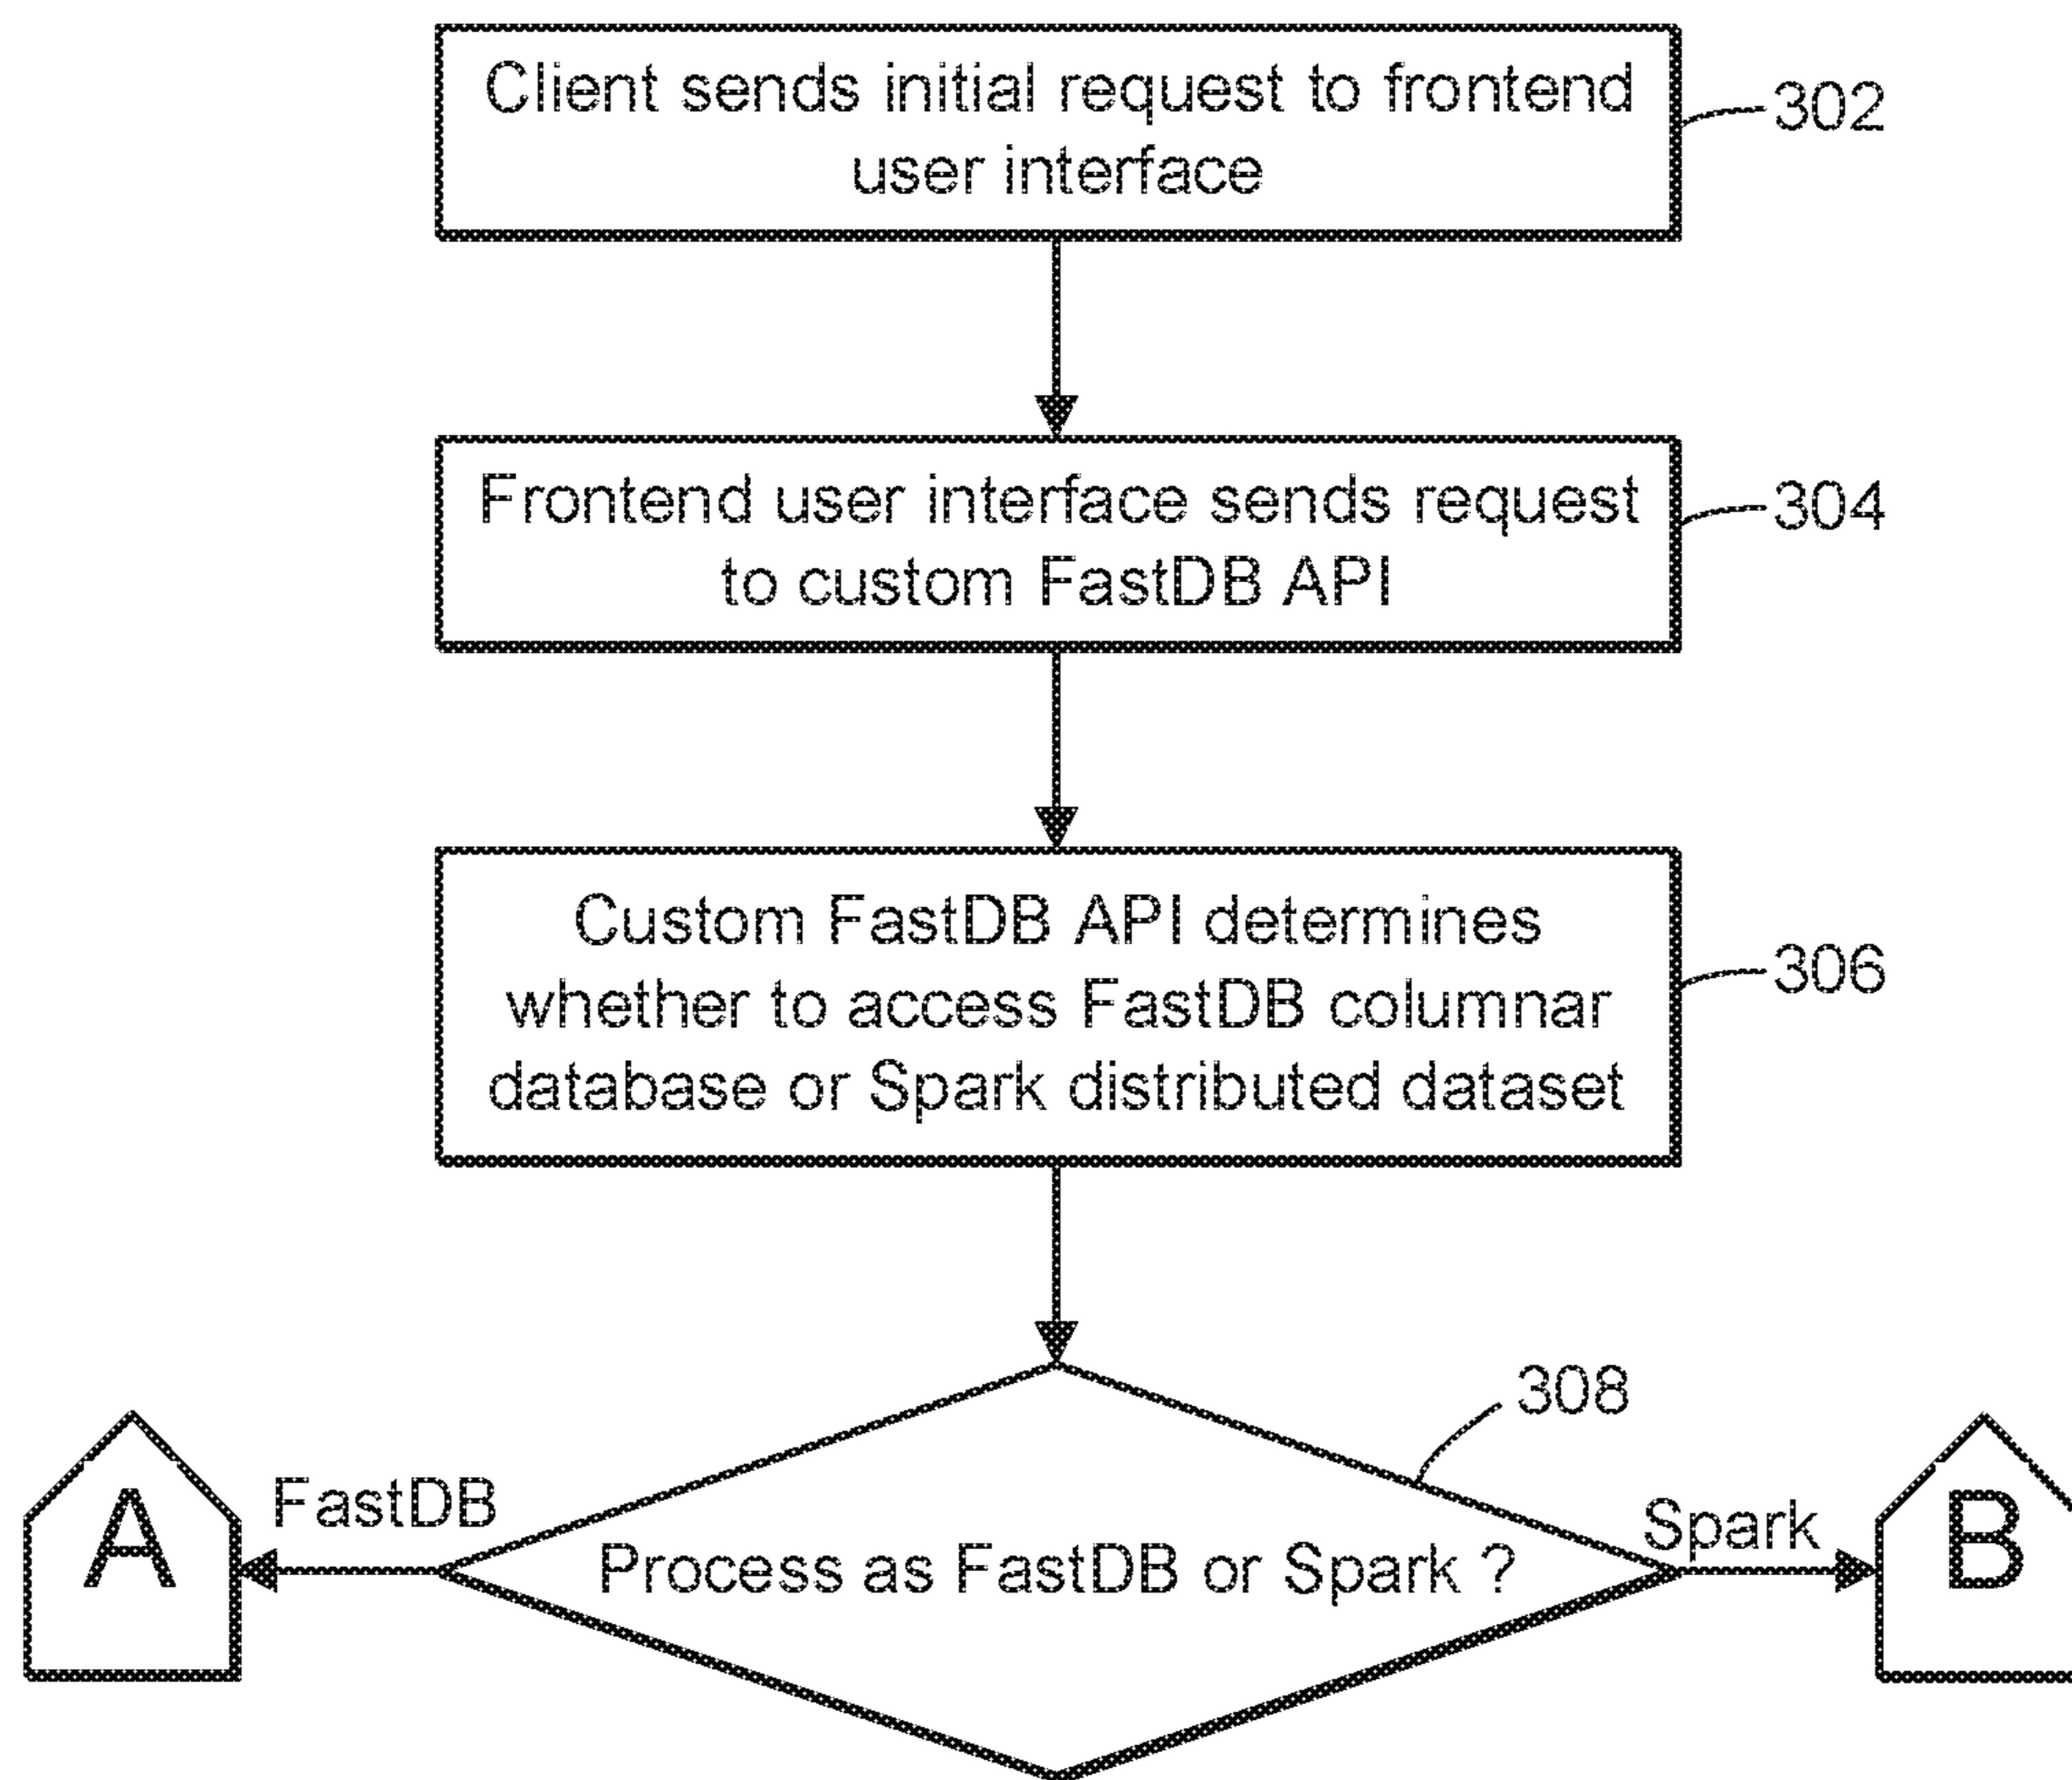 Client sends initial request to frontend
user interface
302
Frontend user interface sends request
to custom FastDB API
304
Custom FastDB API determines
whether to access FastDB columnar
database or Spark distributed dataset
306
308
A
FastDB
Process as FastDB or Spark ?
Spark
B